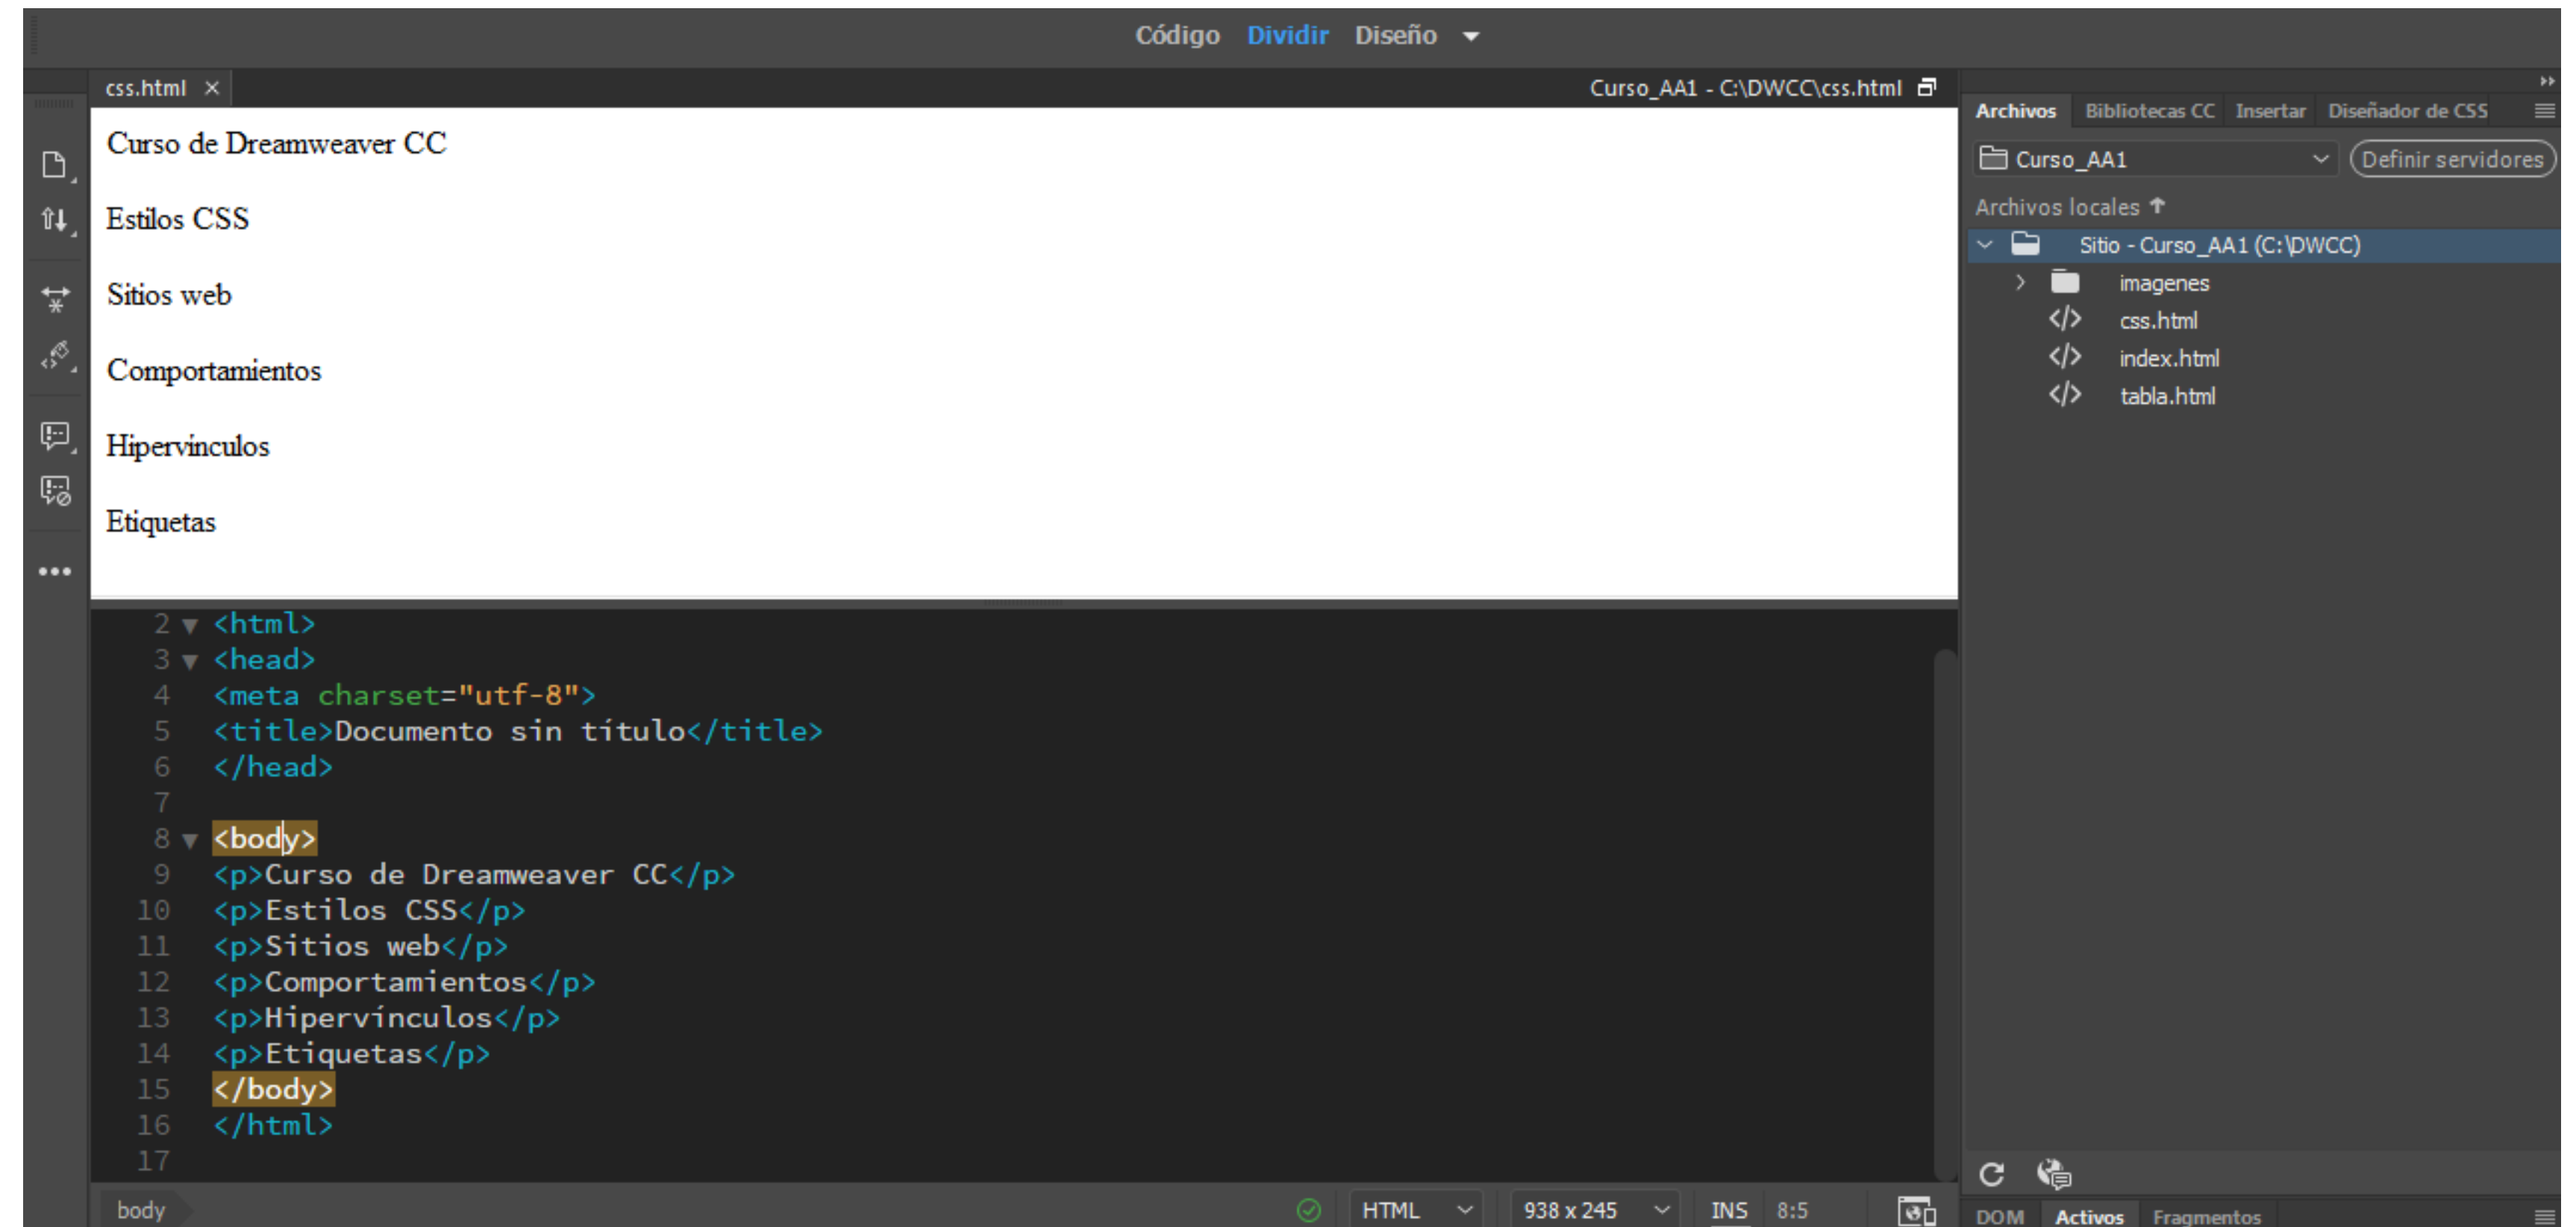 Código Dividir Diseño
css.html × Curso_AA1 - C:\DWCC\css.html
Curso de Dreamweaver CC
Estilos CSS
Sitios web
Comportamientos
Hipervínculos
Etiquetas
2 <html>
3 <head>
4 <meta charset="utf-8">
5 <title>Documento sin título</title>
6 </head>
7
8 <body>
9 <p>Curso de Dreamweaver CC</p>
10 <p>Estilos CSS</p>
11 <p>Sitios web</p>
12 <p>Comportamientos</p>
13 <p>Hipervínculos</p>
14 <p>Etiquetas</p>
15 </body>
16 </html>
17
body HTML 938 x 245 INS 8:5
Archivos Bibliotecas CC Insertar Diseñador de CSS
Curso_AA1 Definir servidores
Archivos locales
Sitio - Curso_AA1 (C:\DWCC)
imagenes
css.html
index.html
tabla.html
DOM Activos Fragmentos